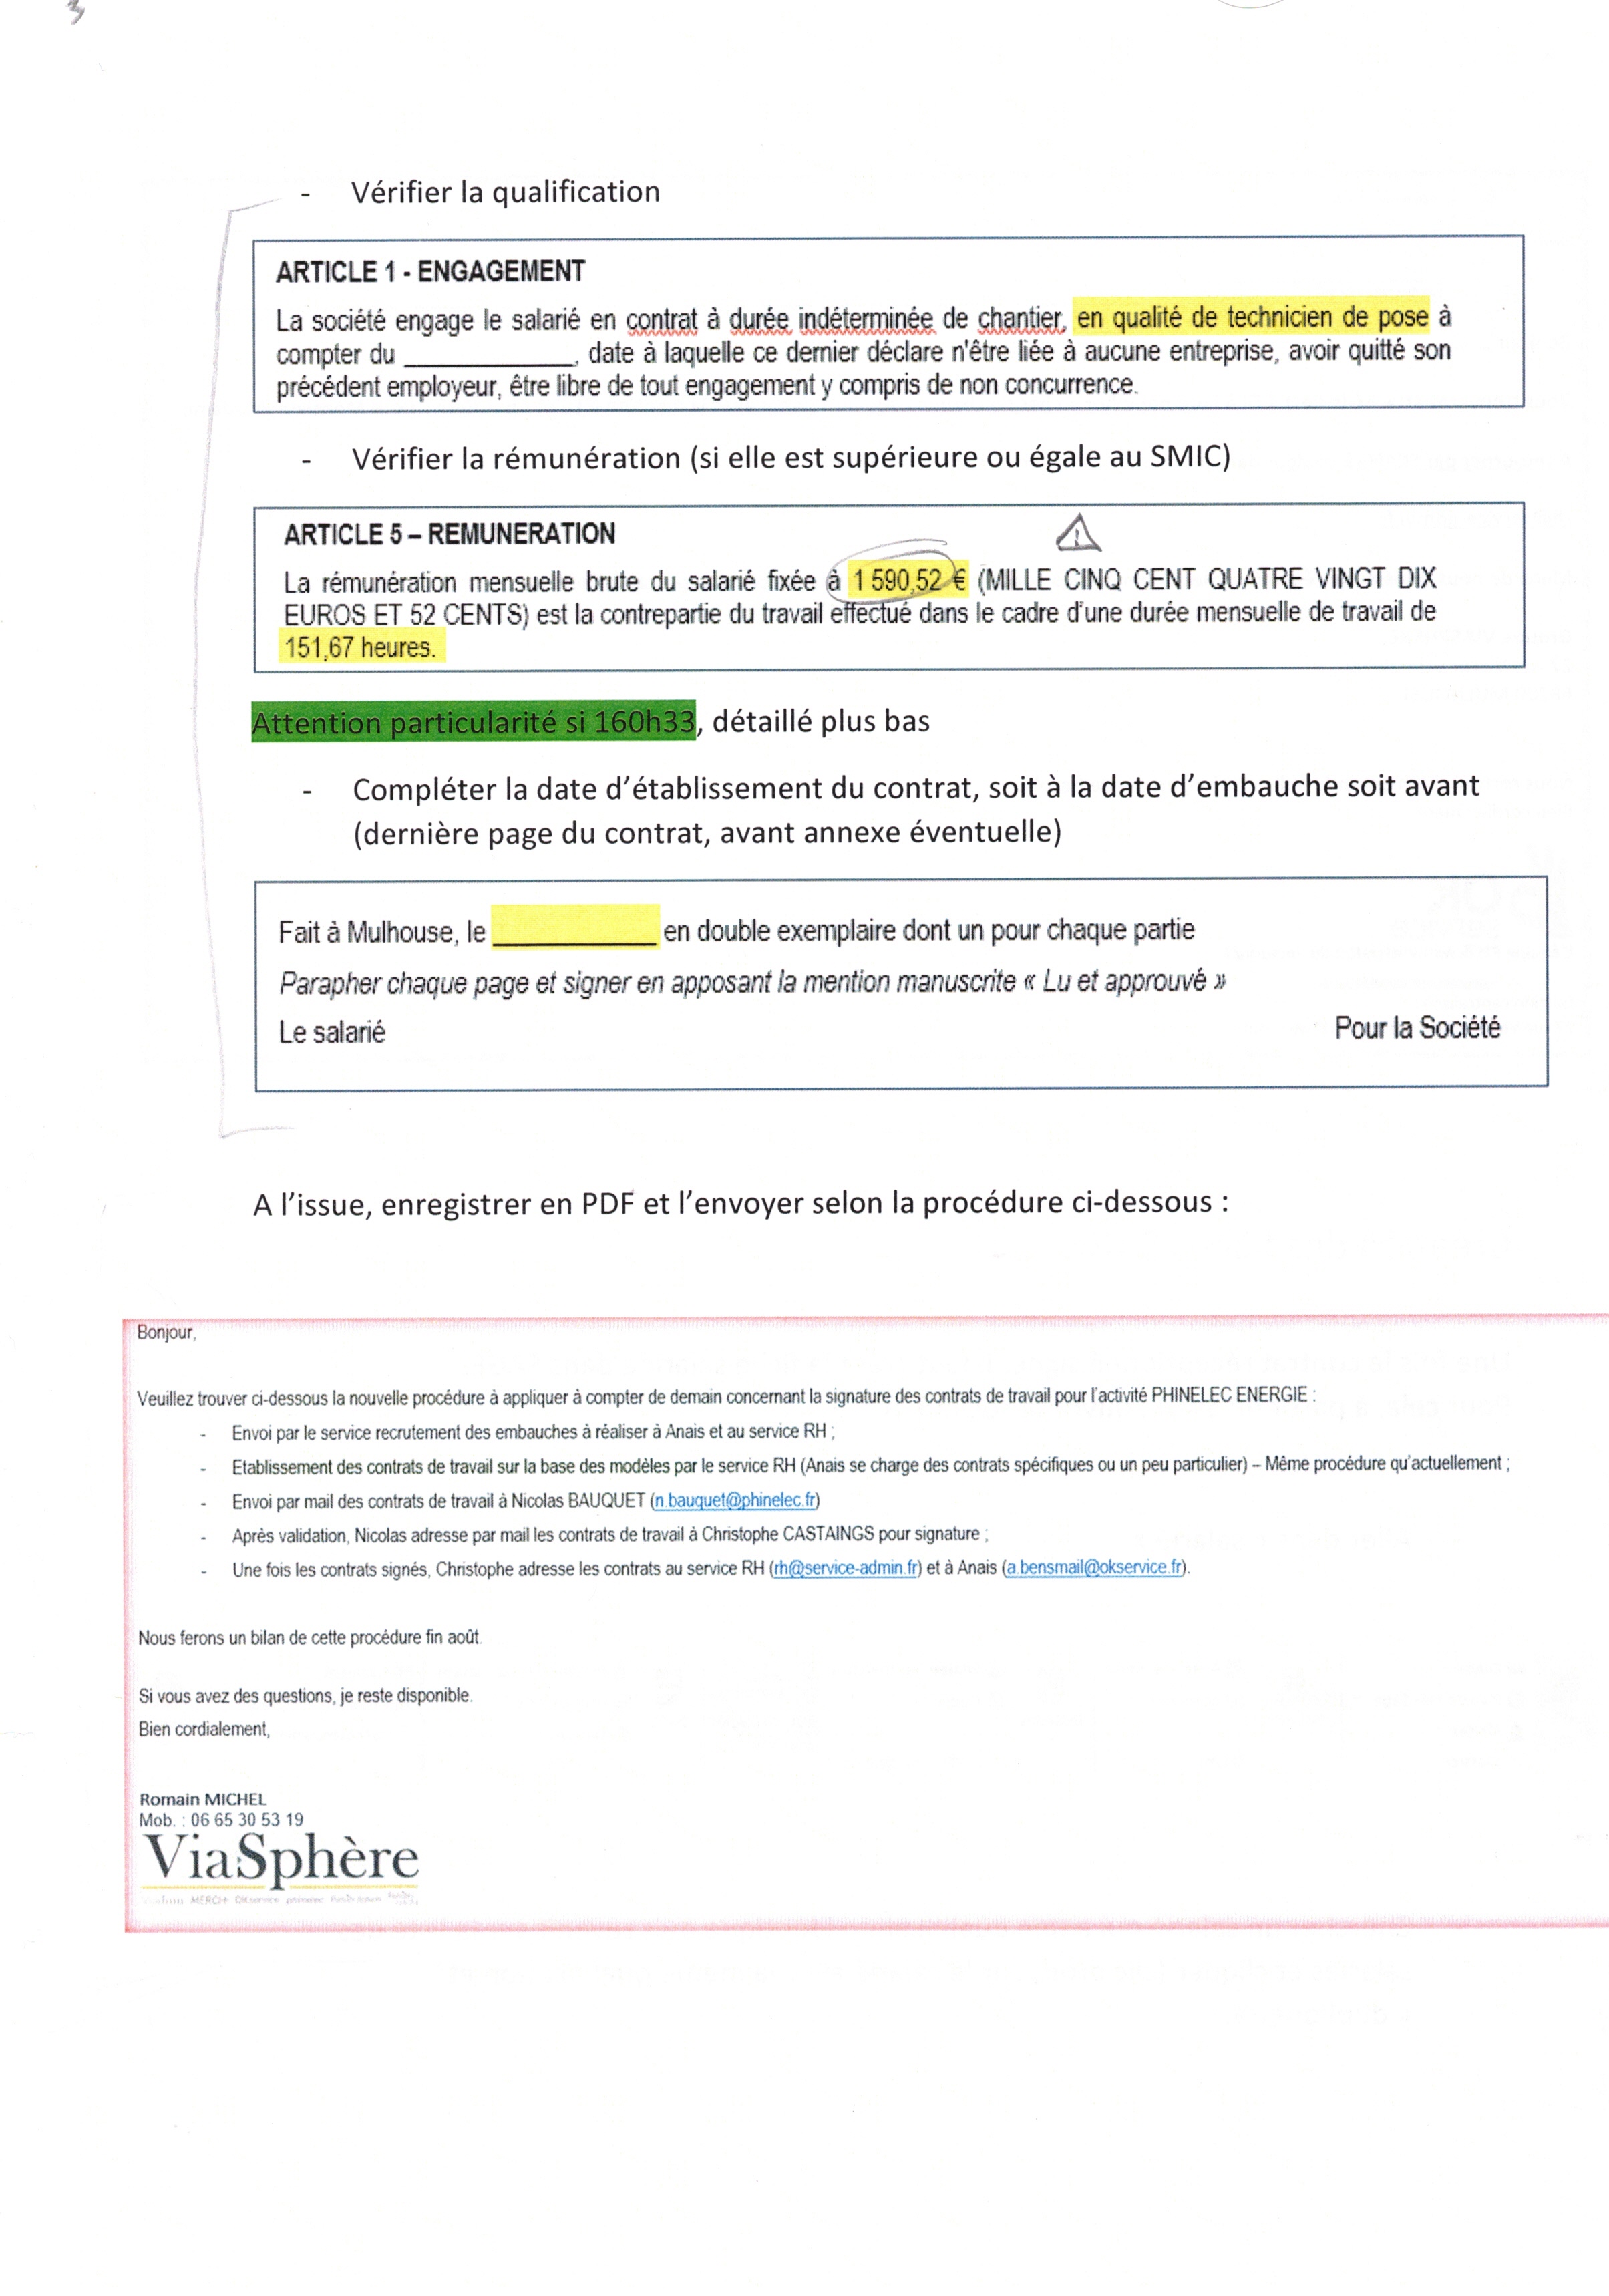 3
- Vérifier la qualification
ARTICLE 1 - ENGAGEMENT
La société engage le salarié en contrat à durée indéterminée de chantier, en qualité de technicien de pose à
compter du ____________, date à laquelle ce dernier déclare n'être liée à aucune entreprise, avoir quitté son
précédent employeur, être libre de tout engagement y compris de non concurrence.
- Vérifier la rémunération (si elle est supérieure ou égale au SMIC)
ARTICLE 5 – REMUNERATION
La rémunération mensuelle brute du salarié fixée à 1 590,52 € (MILLE CINQ CENT QUATRE VINGT DIX
EUROS ET 52 CENTS) est la contrepartie du travail effectué dans le cadre d'une durée mensuelle de travail de
151,67 heures.
Attention particularité si 160h33, détaillé plus bas
- Compléter la date d'établissement du contrat, soit à la date d'embauche soit avant
(dernière page du contrat, avant annexe éventuelle)
Fait à Mulhouse, le ____________ en double exemplaire dont un pour chaque partie
Parapher chaque page et signer en apposant la mention manuscrite « Lu et approuvé »
Le salarié Pour la Société
A l'issue, enregistrer en PDF et l'envoyer selon la procédure ci-dessous :
Bonjour,
Veuillez trouver ci-dessous la nouvelle procédure à appliquer à compter de demain concernant la signature des contrats de travail pour l'activité PHINELEC ENERGIE :
- Envoi par le service recrutement des embauches à réaliser à Anais et au service RH ;
- Etablissement des contrats de travail sur la base des modèles par le service RH (Anais se charge des contrats spécifiques ou un peu particulier) – Même procédure qu'actuellement ;
- Envoi par mail des contrats de travail à Nicolas BAUQUET (n.bauquet@phinelec.fr)
- Après validation, Nicolas adresse par mail les contrats de travail à Christophe CASTAINGS pour signature ;
- Une fois les contrats signés, Christophe adresse les contrats au service RH (rh@service-admin.fr) et à Anais (a.bensmail@okservice.fr).
Nous ferons un bilan de cette procédure fin août.
Si vous avez des questions, je reste disponible.
Bien cordialement,
Romain MICHEL
Mob. : 06 65 30 53 19
ViaSphère
MERCH OKservice phinelec